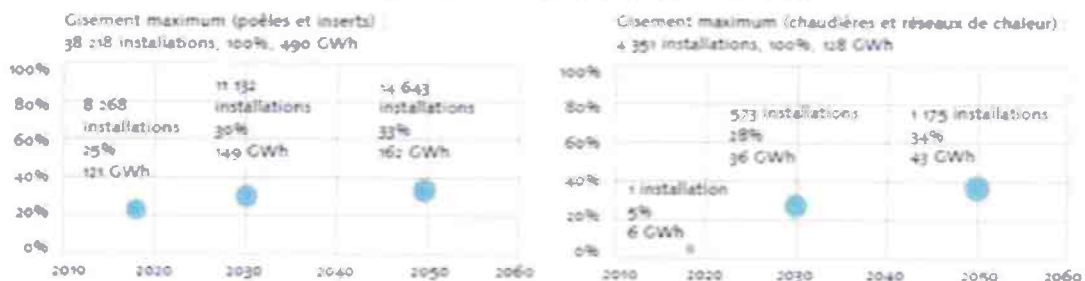 Gisement maximum (poêles et inserts) :
38 218 installations, 100%, 490 GWh
100%
80%
60%
40%
20%
0%
8 268
installations
25%
121 GWh
11 132
installations
30%
149 GWh
14 643
installations
33%
162 GWh
2010 2020 2030 2040 2050 2060
Gisement maximum (chaudières et réseaux de chaleur) :
4 351 installations, 100%, 128 GWh
100%
80%
60%
40%
20%
0%
1 installation
5%
6 GWh
573 installations
28%
36 GWh
1 175 installations
34%
43 GWh
2010 2020 2030 2040 2050 2060